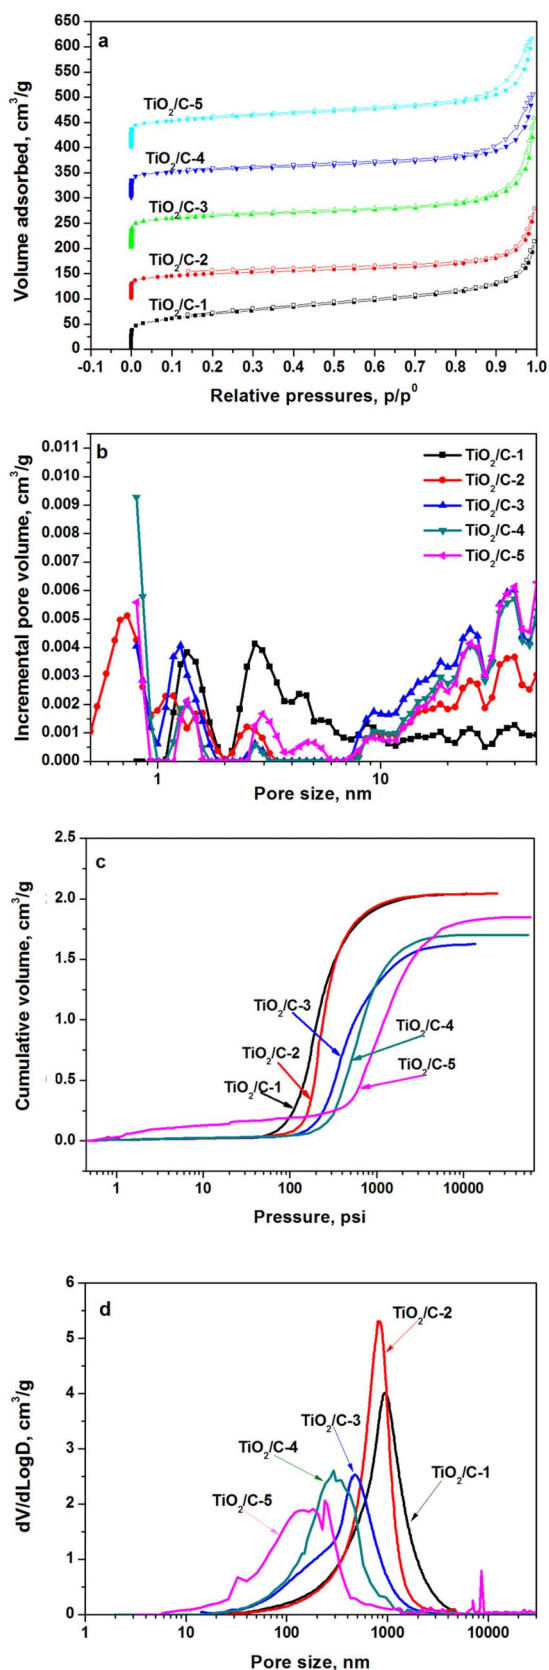 a
Volume adsorbed, cm³/g
650
600
550
500
450
400
350
300
250
200
150
100
50
0
TiO₂/C-5
TiO₂/C-4
TiO₂/C-3
TiO₂/C-2
TiO₂/C-1
-0.1 0.0 0.1 0.2 0.3 0.4 0.5 0.6 0.7 0.8 0.9 1.0
Relative pressures, p/p⁰
b
Incremental pore volume, cm³/g
0.011
0.010
0.009
0.008
0.007
0.006
0.005
0.004
0.003
0.002
0.001
0.000
TiO₂/C-1
TiO₂/C-2
TiO₂/C-3
TiO₂/C-4
TiO₂/C-5
1 10
Pore size, nm
c
Cumulative volume, cm³/g
2.5
2.0
1.5
1.0
0.5
0.0
TiO₂/C-3
TiO₂/C-4
TiO₂/C-2
TiO₂/C-5
TiO₂/C-1
1 10 100 1000 10000
Pressure, psi
d
dV/dLogD, cm³/g
6
5
4
3
2
1
0
TiO₂/C-2
TiO₂/C-3
TiO₂/C-4
TiO₂/C-1
TiO₂/C-5
1 10 100 1000 10000
Pore size, nm